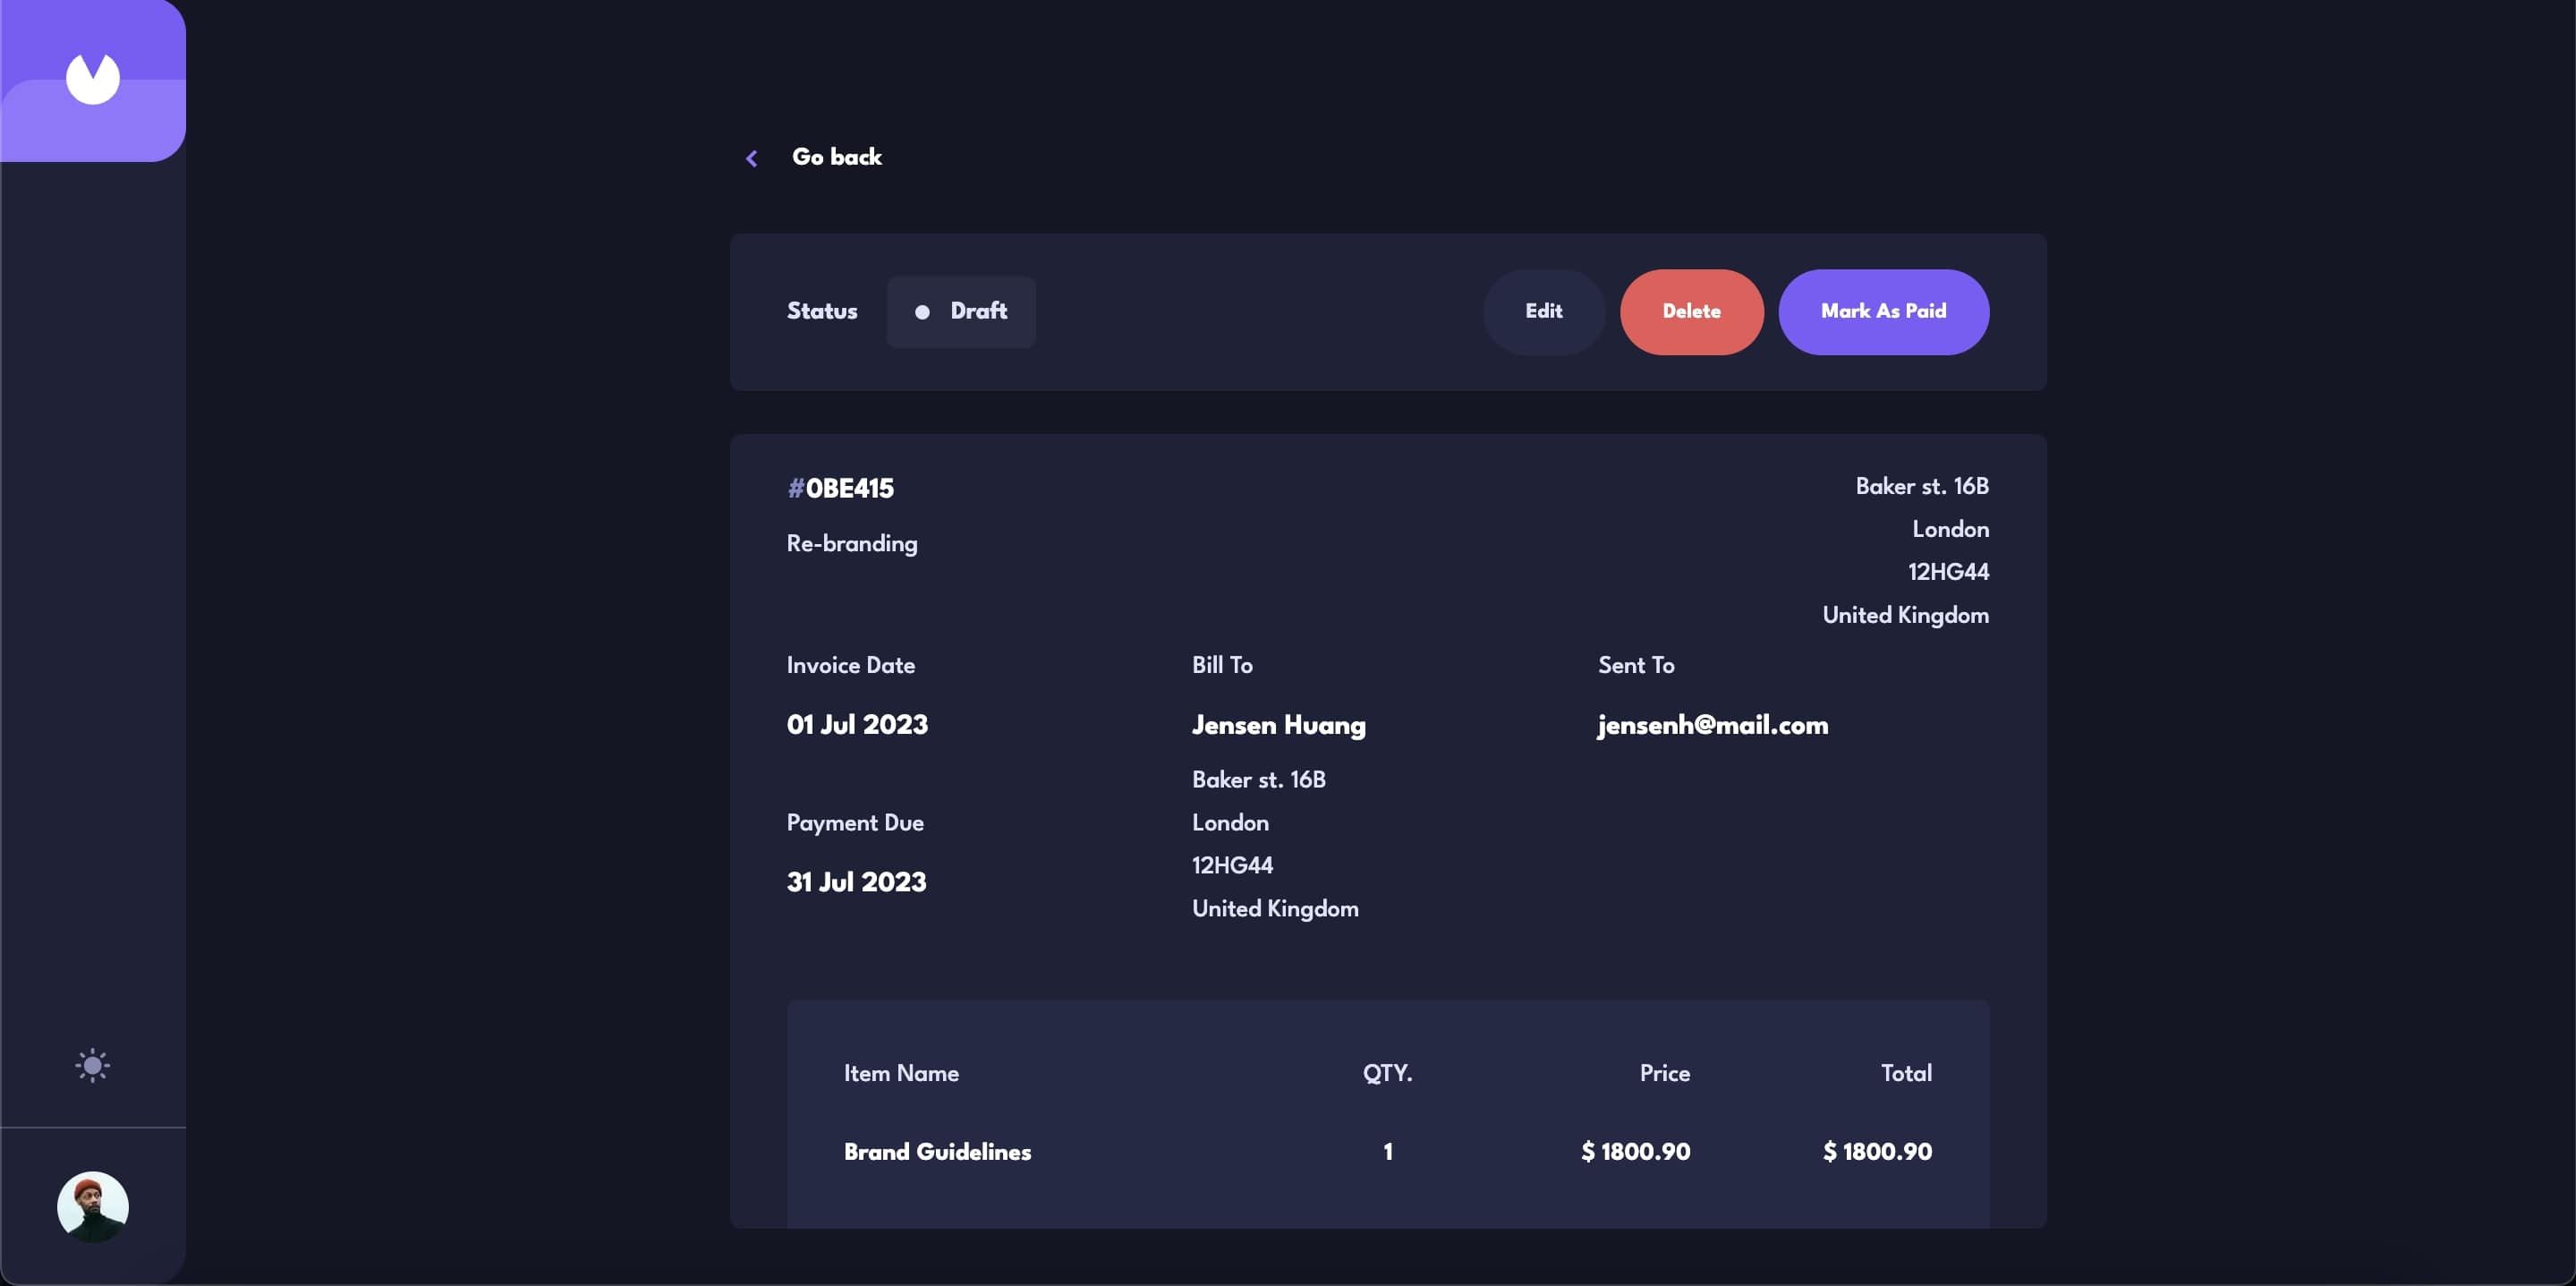 Go back
Status
Draft
Edit
Delete
Mark As Paid
#0BE415
Re-branding
Baker st. 16B
London
12HG44
United Kingdom
Invoice Date
01 Jul 2023
Payment Due
31 Jul 2023
Bill To
Jensen Huang
Baker st. 16B
London
12HG44
United Kingdom
Sent To
jensenh@mail.com
Item Name QTY. Price Total
Brand Guidelines 1 $ 1800.90 $ 1800.90